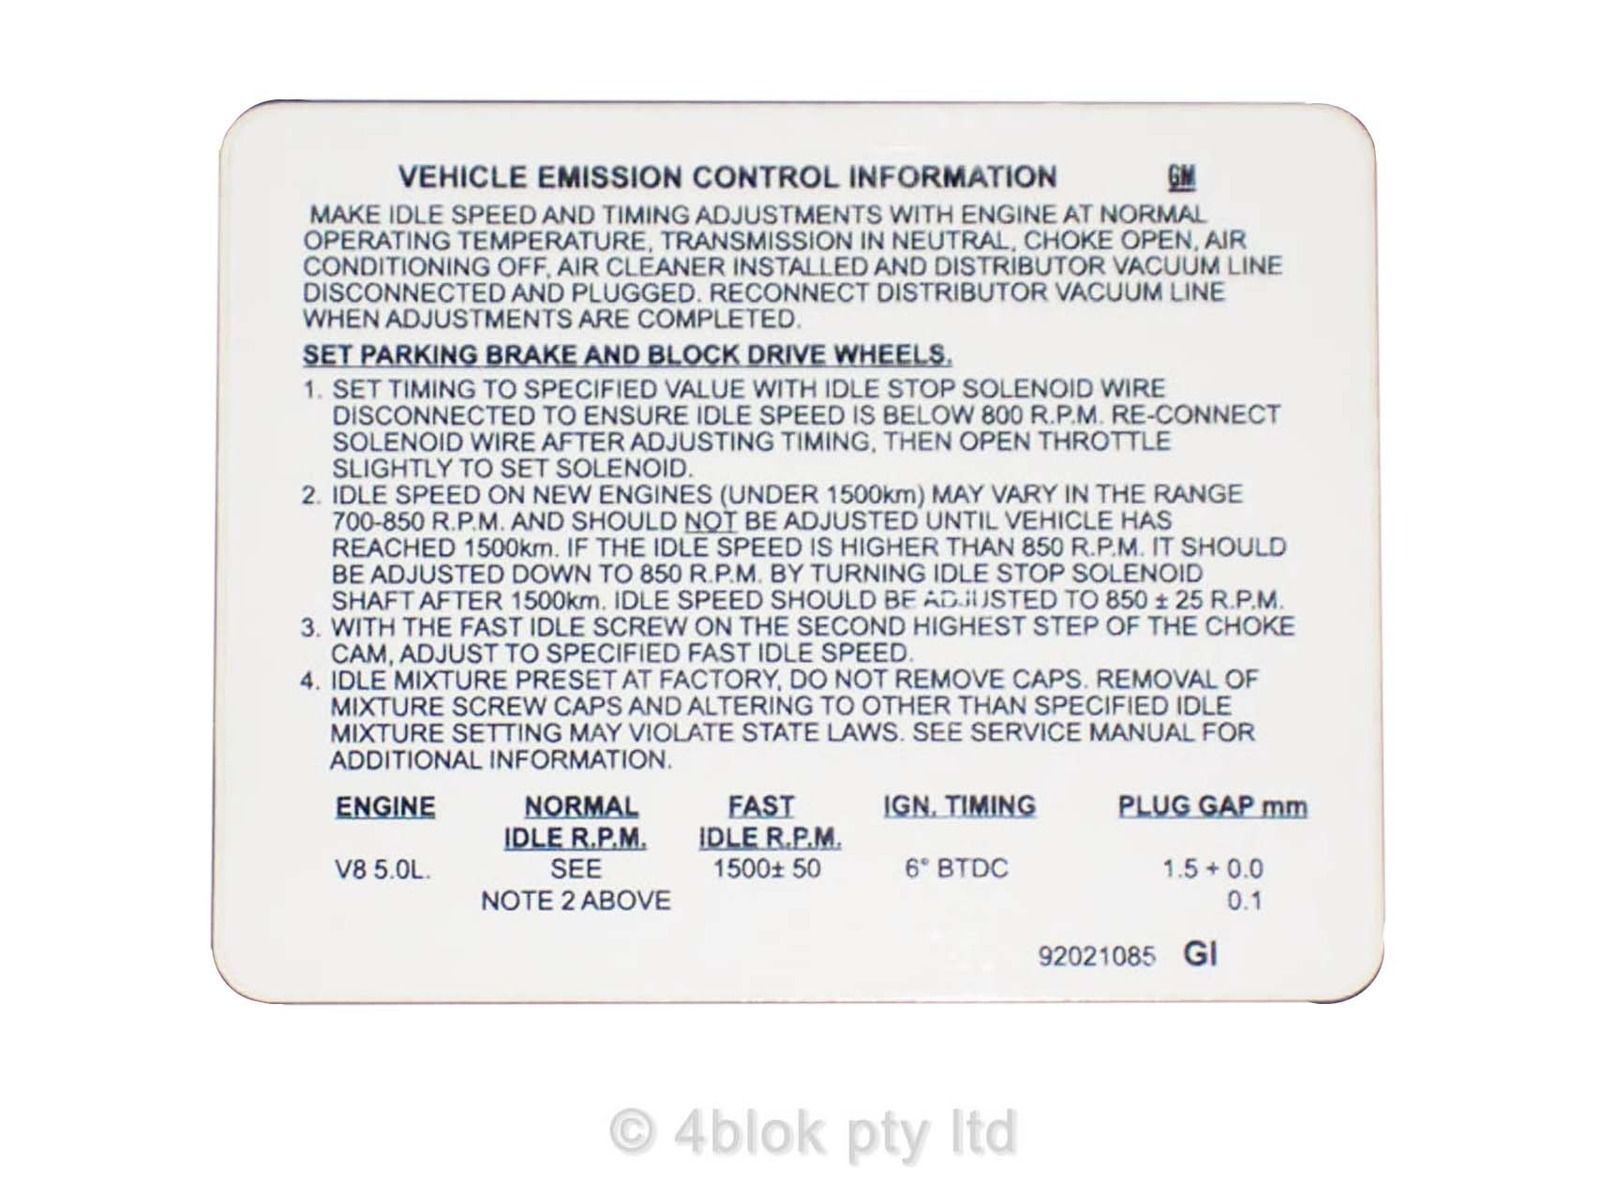 VEHICLE EMISSION CONTROL INFORMATION GM
MAKE IDLE SPEED AND TIMING ADJUSTMENTS WITH ENGINE AT NORMAL
OPERATING TEMPERATURE, TRANSMISSION IN NEUTRAL, CHOKE OPEN, AIR
CONDITIONING OFF, AIR CLEANER INSTALLED AND DISTRIBUTOR VACUUM LINE
DISCONNECTED AND PLUGGED. RECONNECT DISTRIBUTOR VACUUM LINE
WHEN ADJUSTMENTS ARE COMPLETED.
SET PARKING BRAKE AND BLOCK DRIVE WHEELS.
1. SET TIMING TO SPECIFIED VALUE WITH IDLE STOP SOLENOID WIRE
DISCONNECTED TO ENSURE IDLE SPEED IS BELOW 800 R.P.M. RE-CONNECT
SOLENOID WIRE AFTER ADJUSTING TIMING, THEN OPEN THROTTLE
SLIGHTLY TO SET SOLENOID.
2. IDLE SPEED ON NEW ENGINES (UNDER 1500km) MAY VARY IN THE RANGE
700-850 R.P.M. AND SHOULD NOT BE ADJUSTED UNTIL VEHICLE HAS
REACHED 1500km. IF THE IDLE SPEED IS HIGHER THAN 850 R.P.M. IT SHOULD
BE ADJUSTED DOWN TO 850 R.P.M. BY TURNING IDLE STOP SOLENOID
SHAFT AFTER 1500km. IDLE SPEED SHOULD BE ADJUSTED TO 850 ± 25 R.P.M.
3. WITH THE FAST IDLE SCREW ON THE SECOND HIGHEST STEP OF THE CHOKE
CAM, ADJUST TO SPECIFIED FAST IDLE SPEED.
4. IDLE MIXTURE PRESET AT FACTORY, DO NOT REMOVE CAPS. REMOVAL OF
MIXTURE SCREW CAPS AND ALTERING TO OTHER THAN SPECIFIED IDLE
MIXTURE SETTING MAY VIOLATE STATE LAWS. SEE SERVICE MANUAL FOR
ADDITIONAL INFORMATION.
ENGINE NORMAL FAST IGN. TIMING PLUG GAP mm
IDLE R.P.M. IDLE R.P.M.
V8 5.0L. SEE 1500± 50 6° BTDC 1.5 + 0.0
NOTE 2 ABOVE 0.1
92021085 GI
© 4blok pty ltd